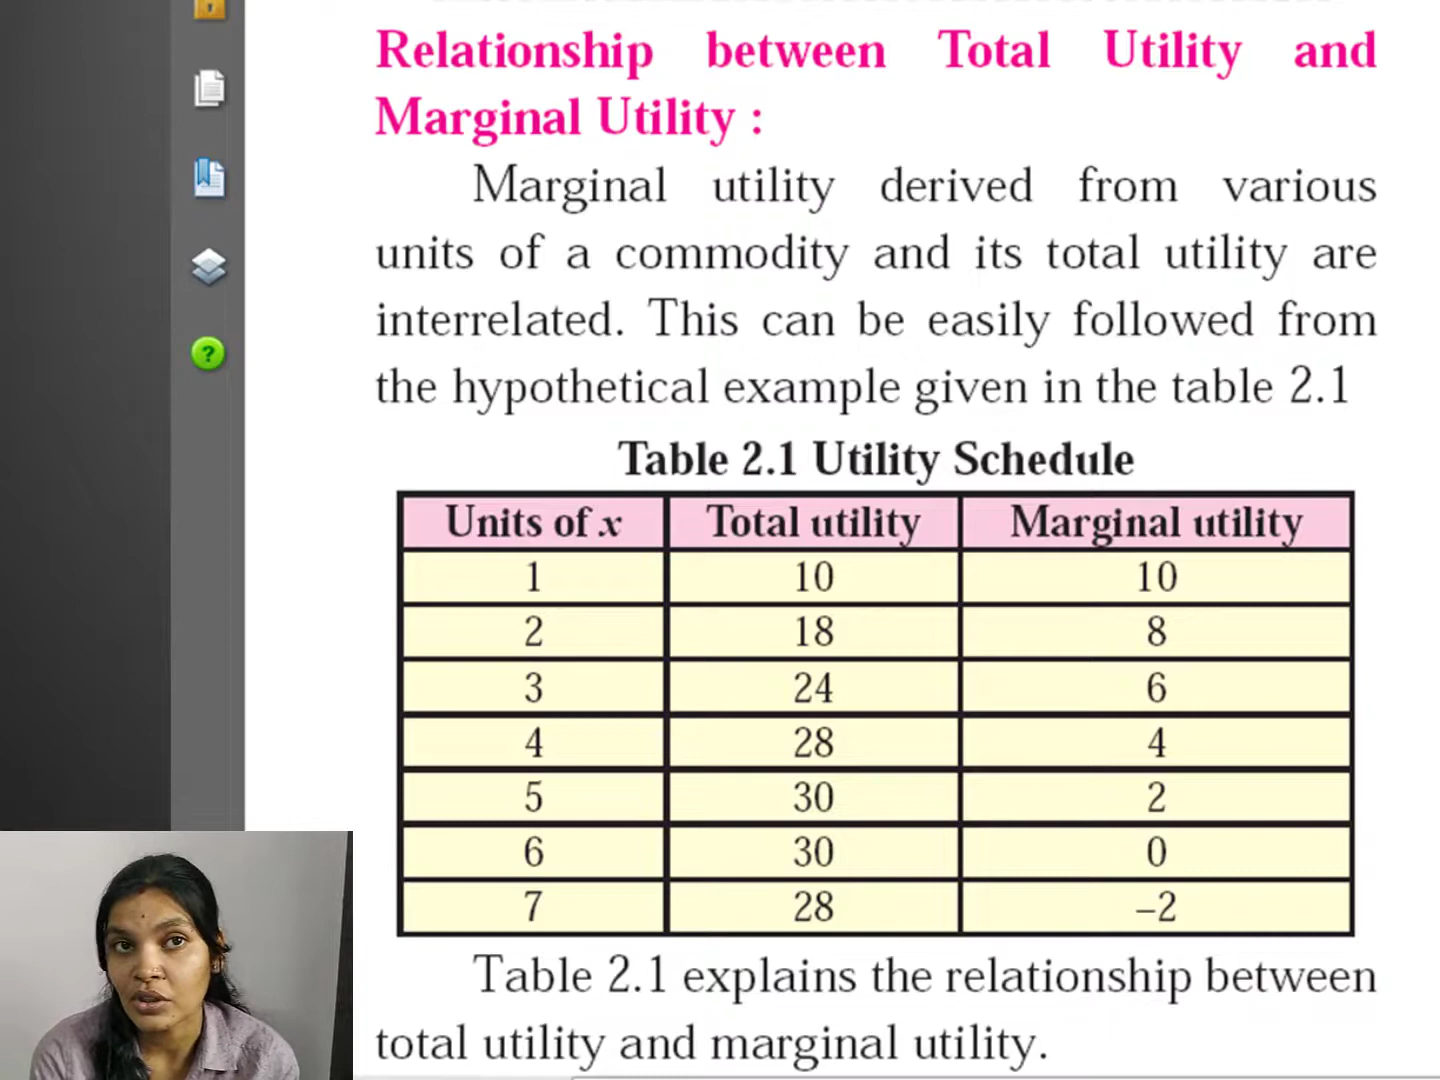 Relationship between Total Utility and
Marginal Utility :
Marginal utility derived from various
units of a commodity and its total utility are
interrelated. This can be easily followed from
the hypothetical example given in the table 2.1
Table 2.1 Utility Schedule
Units of x Total utility Marginal utility
1 10 10
2 18 8
3 24 6
4 28 4
5 30 2
6 30 0
7 28 –2
Table 2.1 explains the relationship between
total utility and marginal utility.